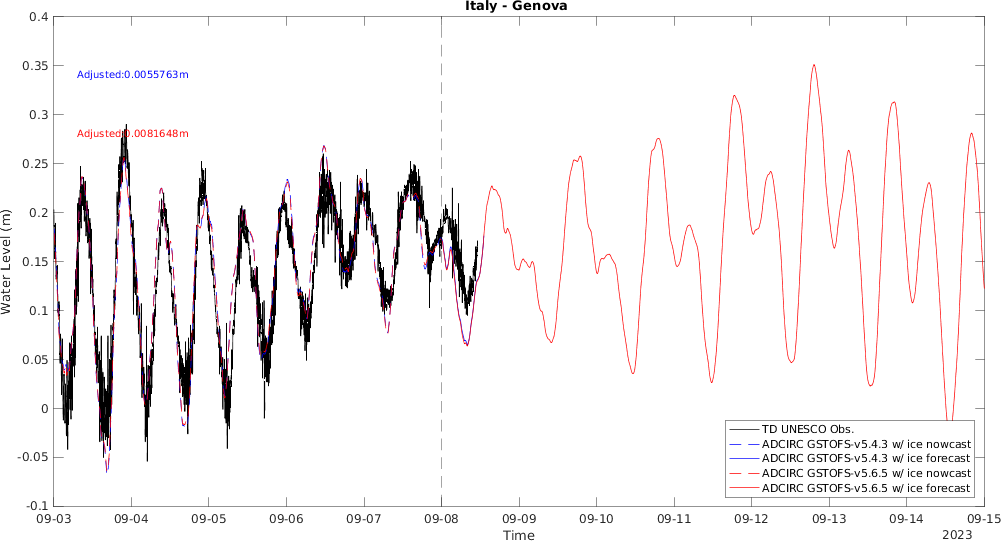 Italy - Genova
0.4
0.35
0.3
0.25
0.2
0.15
0.1
0.05
0
-0.05
-0.1
Water Level (m)
Adjusted:0.0055763m
Adjusted:0.0081648m
TD UNESCO Obs.
ADCIRC GSTOFS-v5.4.3 w/ ice nowcast
ADCIRC GSTOFS-v5.4.3 w/ ice forecast
ADCIRC GSTOFS-v5.6.5 w/ ice nowcast
ADCIRC GSTOFS-v5.6.5 w/ ice forecast
09-03 09-04 09-05 09-06 09-07 09-08 09-09 09-10 09-11 09-12 09-13 09-14 09-15
Time
2023